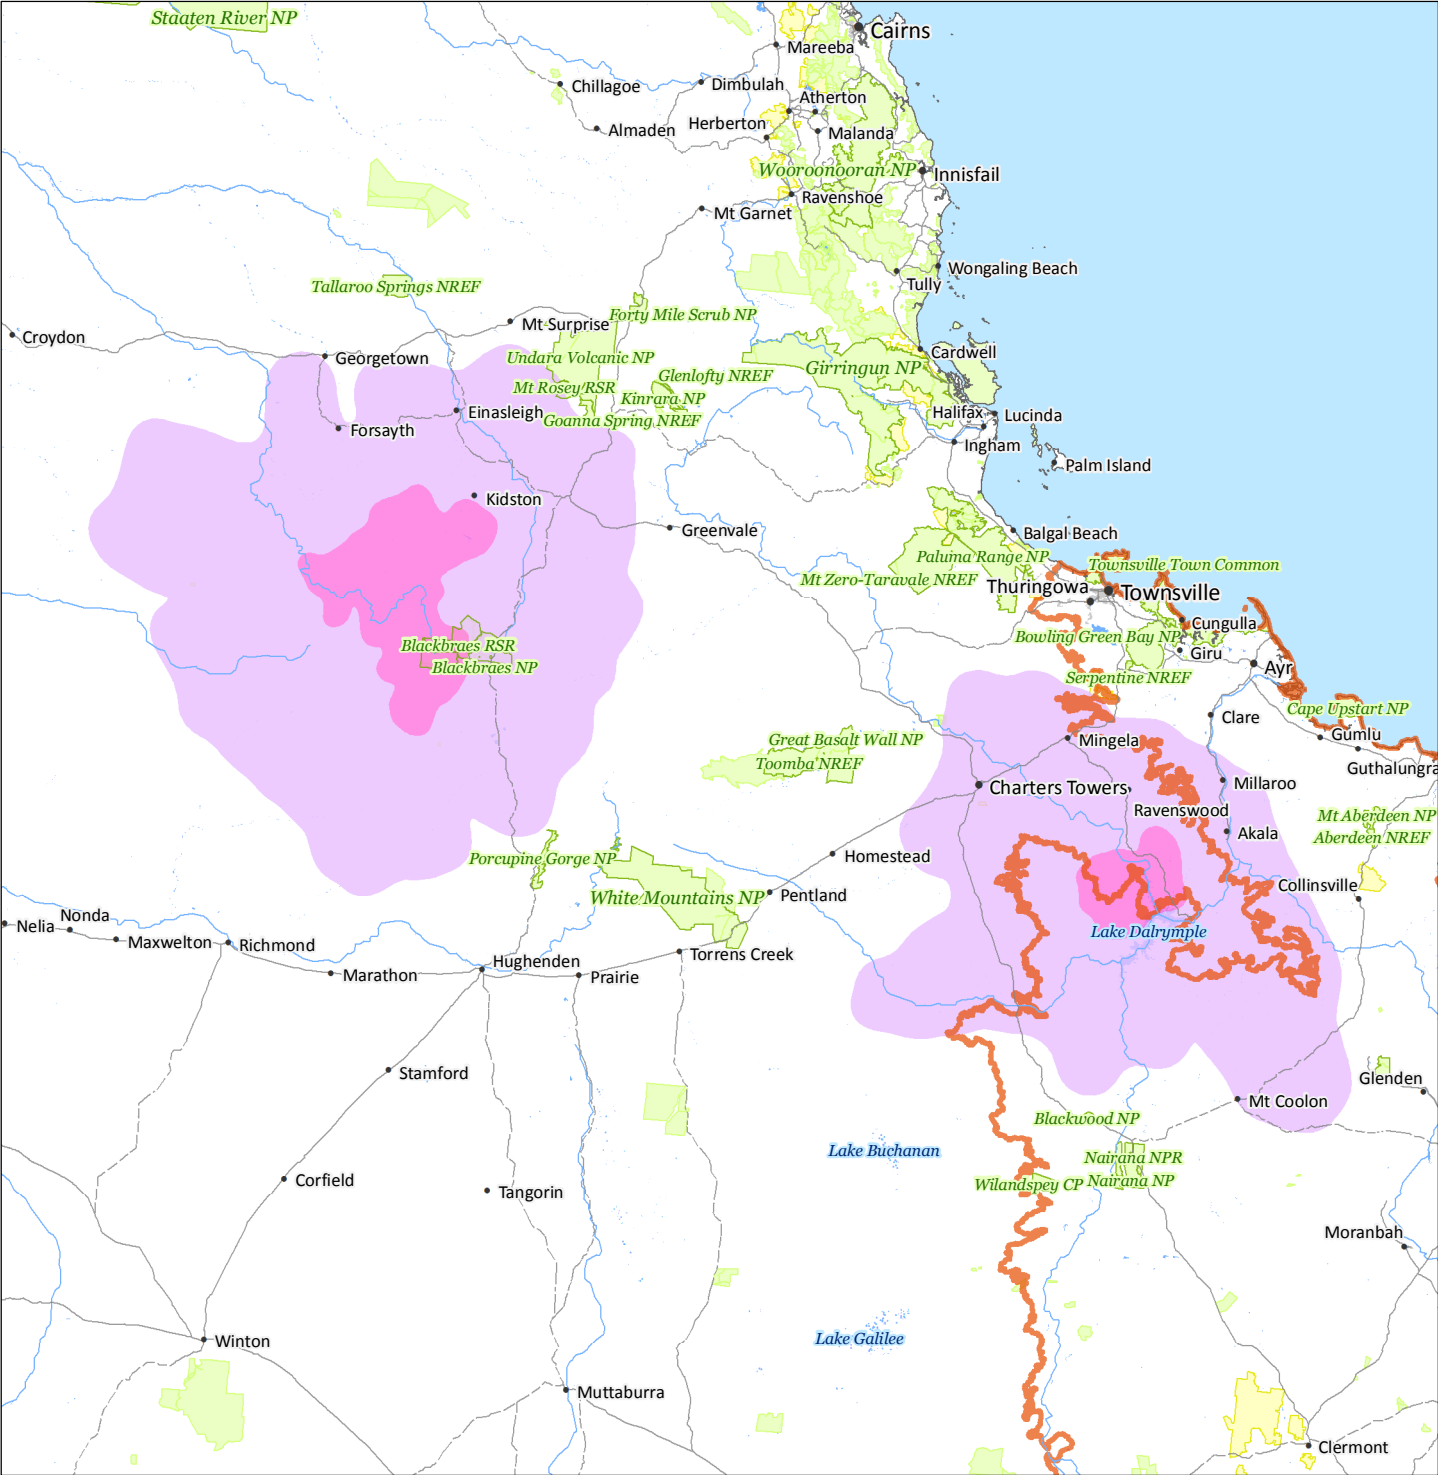 Staaten River NP
Cairns
Mareeba
Chillagoe
Dimbulah
Atherton
Almaden
Herberton
Malanda
Wooroonooran NP
Innisfail
Ravenshoe
Mt Garnet
Wongaling Beach
Tully
Tallaroo Springs NREF
Forty Mile Scrub NP
Croydon
Mt Surprise
Georgetown
Undara Volcanic NP
Cardwell
Girringun NP
Glenlofty NREF
Mt Rosey RSR
Kinrara NP
Einasleigh
Goanna Spring NREF
Halifax
Lucinda
Forsayth
Ingham
Palm Island
Kidston
Greenvale
Balgal Beach
Paluma Range NP
Townsville Town Common
Mt Zero-Taravale NREF
Thuringowa
Townsville
Cungulla
Bowling Green Bay NP
Blackbraes RSR
Giru
Blackbraes NP
Ayr
Serpentine NREF
Cape Upstart NP
Clare
Gumlu
Great Basalt Wall NP
Mingela
Toomba NREF
Guthalungra
Charters Towers
Millaroo
Ravenswood
Mt Aberdeen NP
Akala
Aberdeen NREF
Porcupine Gorge NP
Homestead
Collinsville
White Mountains NP
Pentland
Nonda
Nelia
Lake Dalrymple
Maxwelton
Richmond
Torrens Creek
Hughenden
Marathon
Prairie
Stamford
Glenden
Mt Coolon
Blackwood NP
Lake Buchanan
Nairana NPR
Corfield
Nairana NP
Wilandspey CP
Tangorin
Moranbah
Lake Galilee
Winton
Muttaburra
Clermont